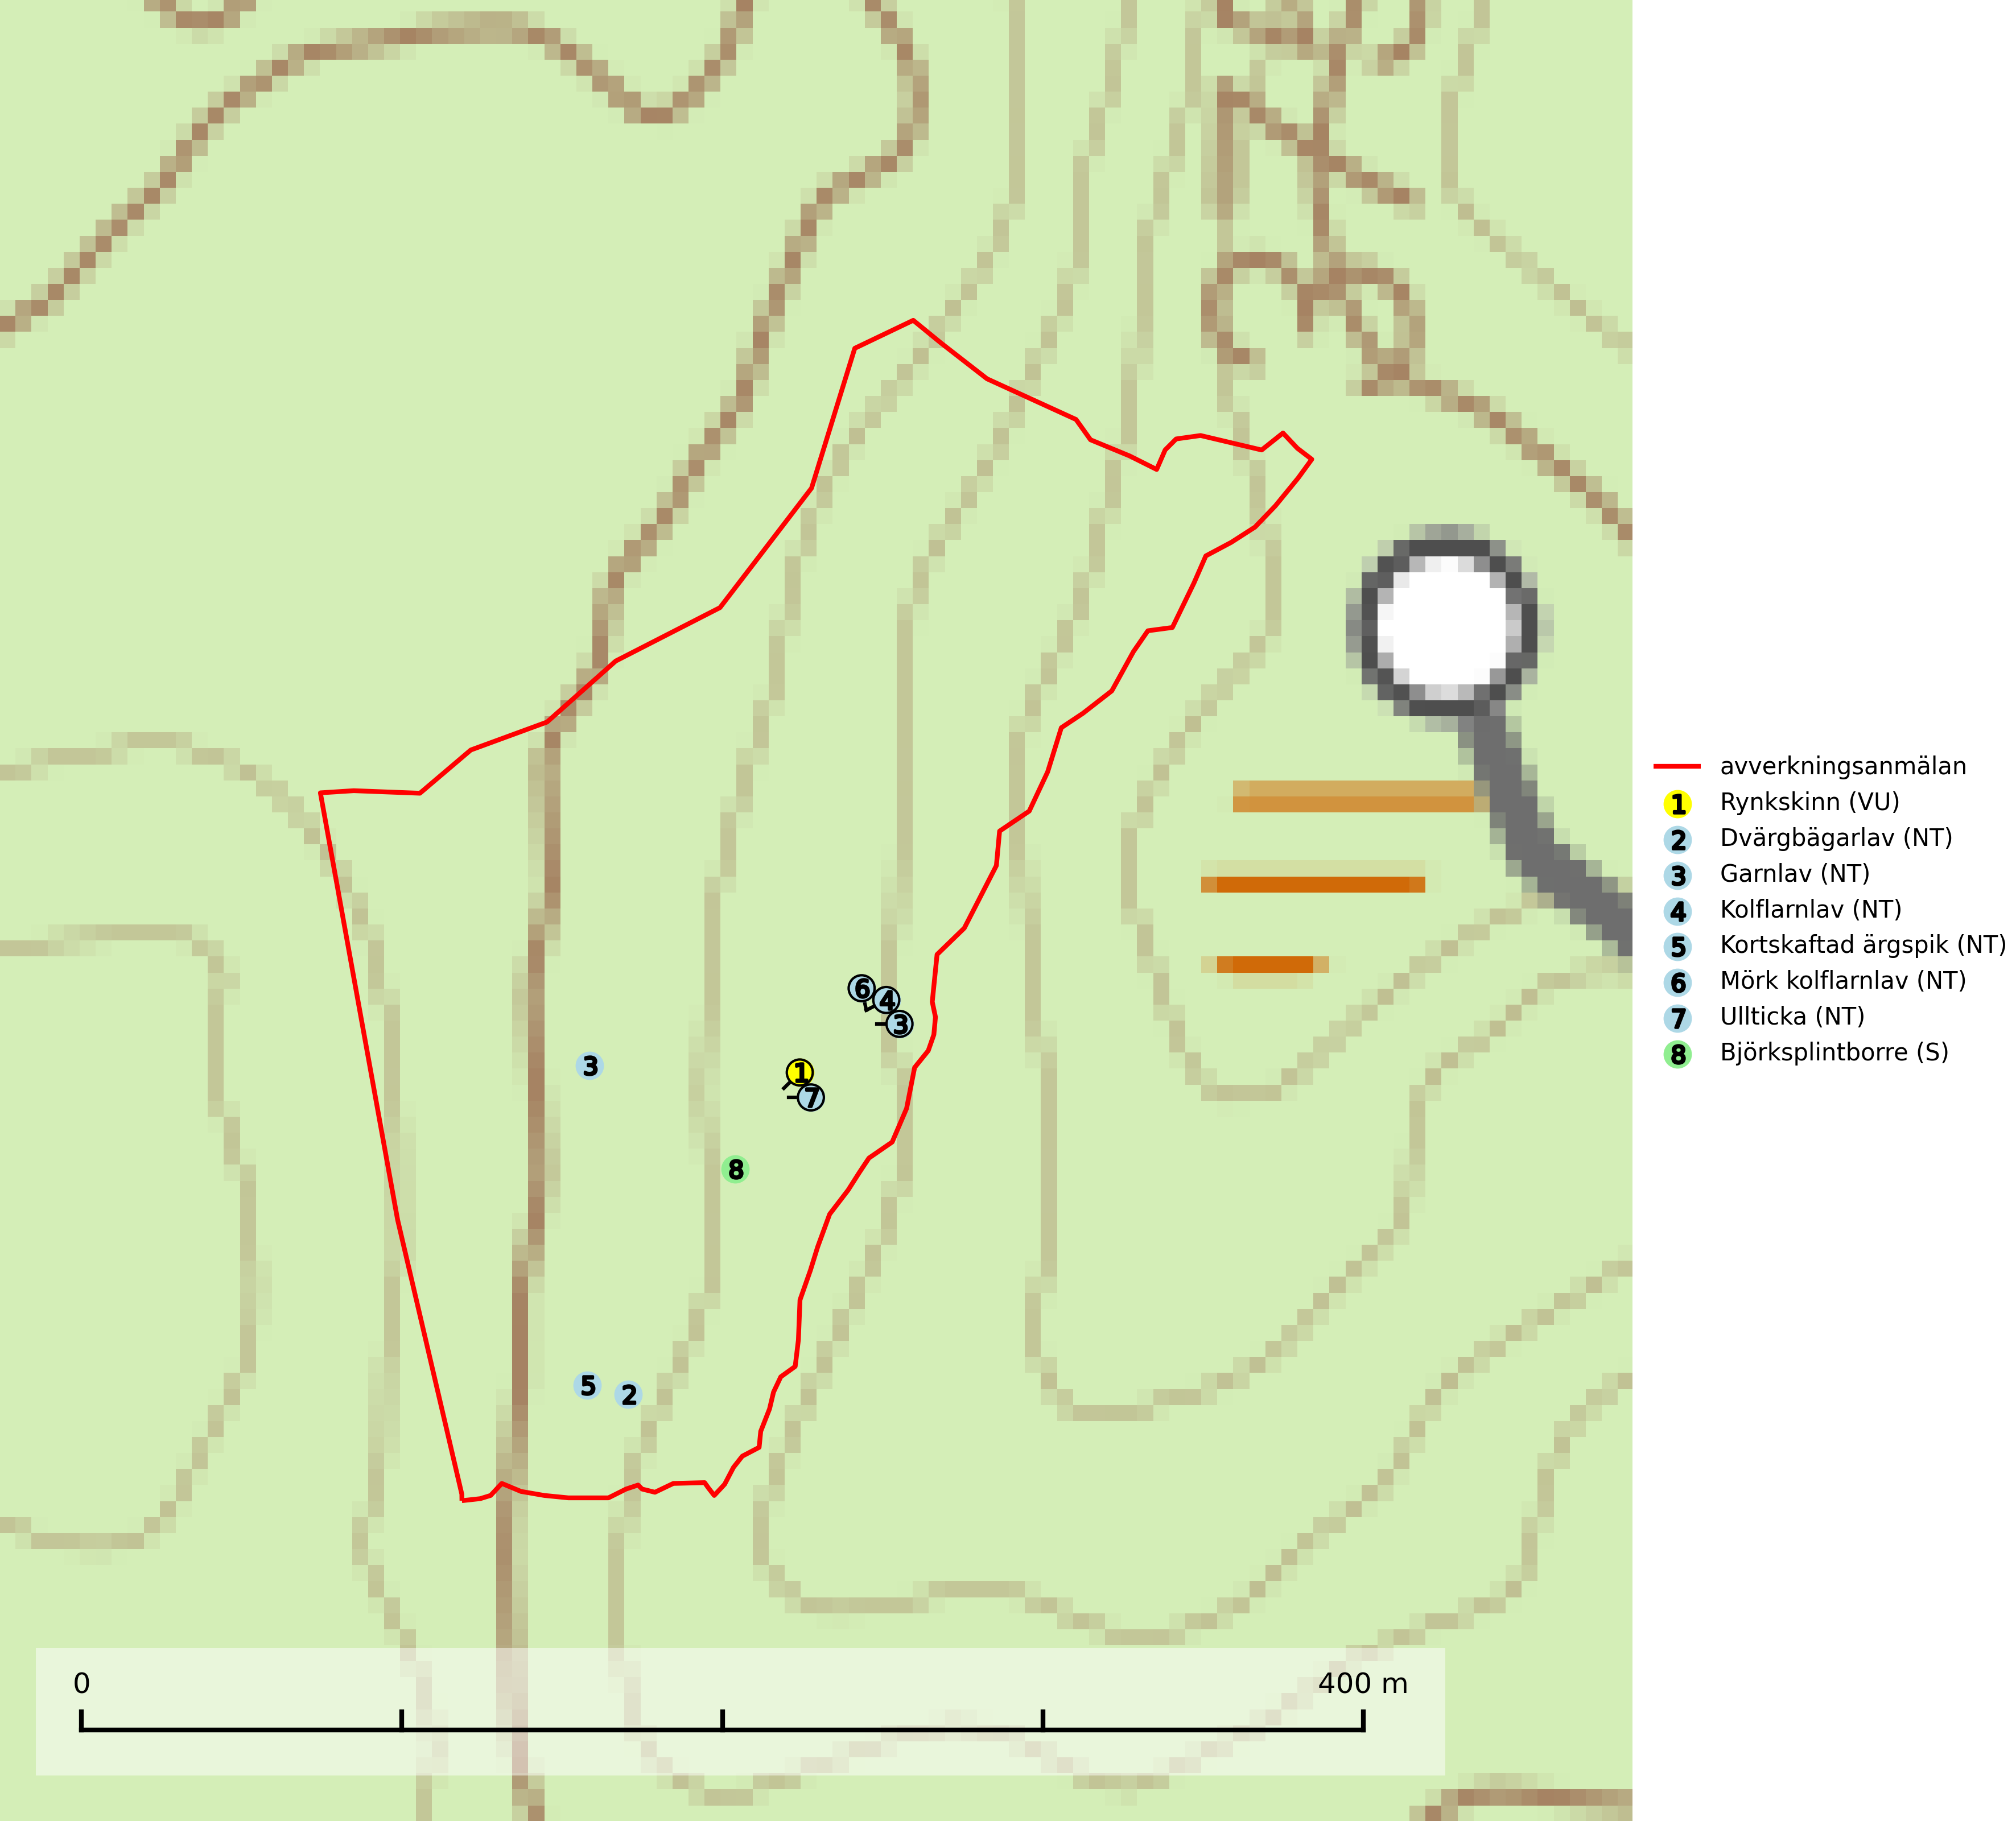 6
4
3
3
1
7
8
5
2
0 400 m
avverkningsanmälan
1 Rynkskinn (VU)
2 Dvärgbägarlav (NT)
3 Garnlav (NT)
4 Kolflarnlav (NT)
5 Kortskaftad ärgspik (NT)
6 Mörk kolflarnlav (NT)
7 Ullticka (NT)
8 Björksplintborre (S)